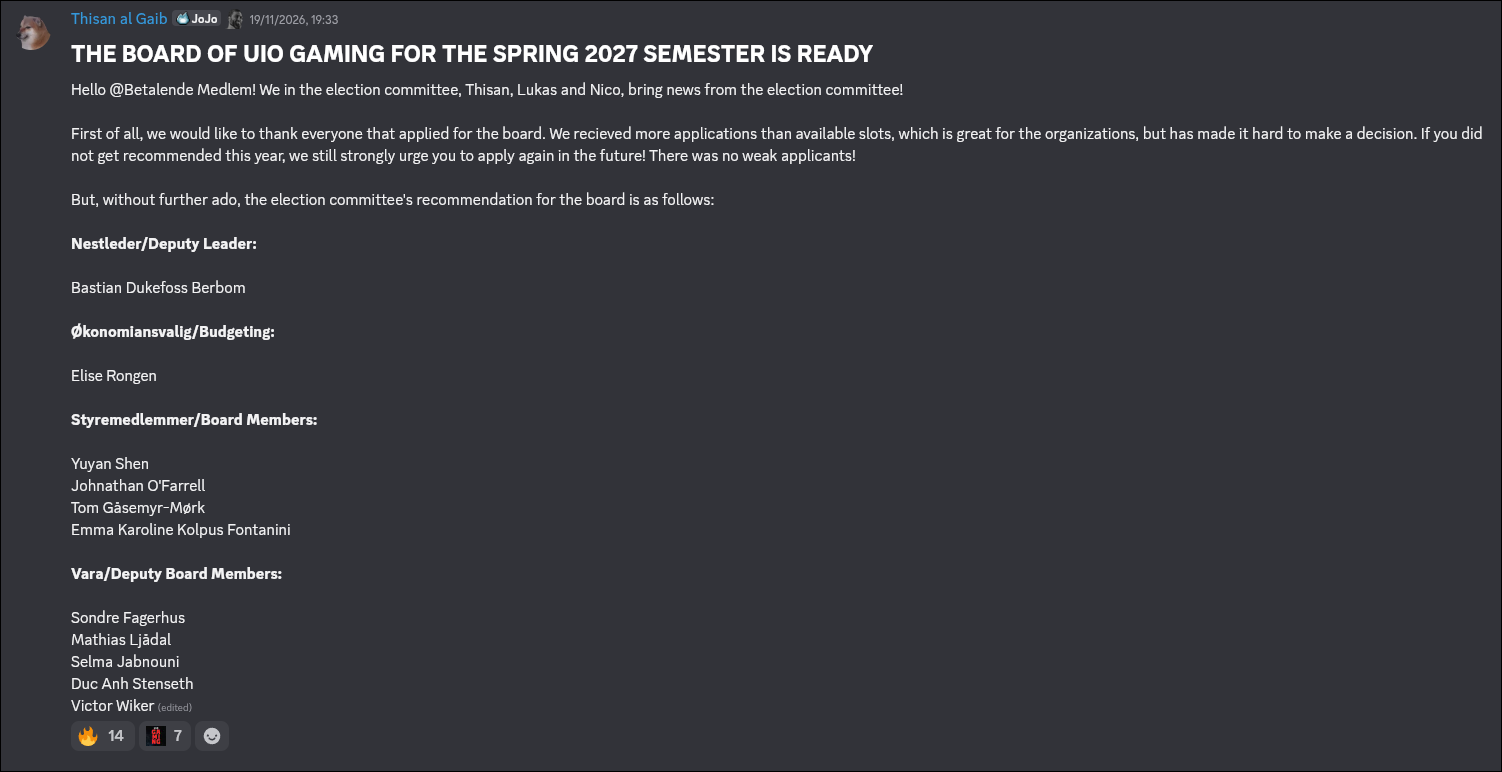 Thisan al Gaib JoJo 19/11/2026, 19:33
THE BOARD OF UIO GAMING FOR THE SPRING 2027 SEMESTER IS READY
Hello @Betalende Medlem! We in the election committee, Thisan, Lukas and Nico, bring news from the election committee!
First of all, we would like to thank everyone that applied for the board. We recieved more applications than available slots, which is great for the organizations, but has made it hard to make a decision. If you did
not get recommended this year, we still strongly urge you to apply again in the future! There was no weak applicants!
But, without further ado, the election committee's recommendation for the board is as follows:
Nestleder/Deputy Leader:
Bastian Dukefoss Berbom
Økonomiansvalig/Budgeting:
Elise Rongen
Styremedlemmer/Board Members:
Yuyan Shen
Johnathan O'Farrell
Tom Gåsemyr-Mørk
Emma Karoline Kolpus Fontanini
Vara/Deputy Board Members:
Sondre Fagerhus
Mathias Ljådal
Selma Jabnouni
Duc Anh Stenseth
Victor Wiker (edited)
14 7